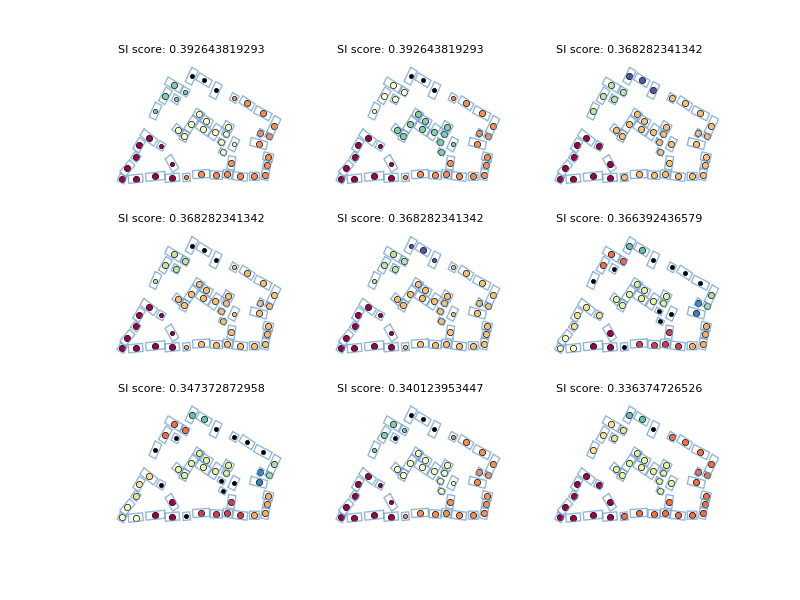 SI score: 0.392643819293
SI score: 0.392643819293
SI score: 0.368282341342
SI score: 0.368282341342
SI score: 0.368282341342
SI score: 0.366392436579
SI score: 0.347372872958
SI score: 0.340123953447
SI score: 0.336374726526